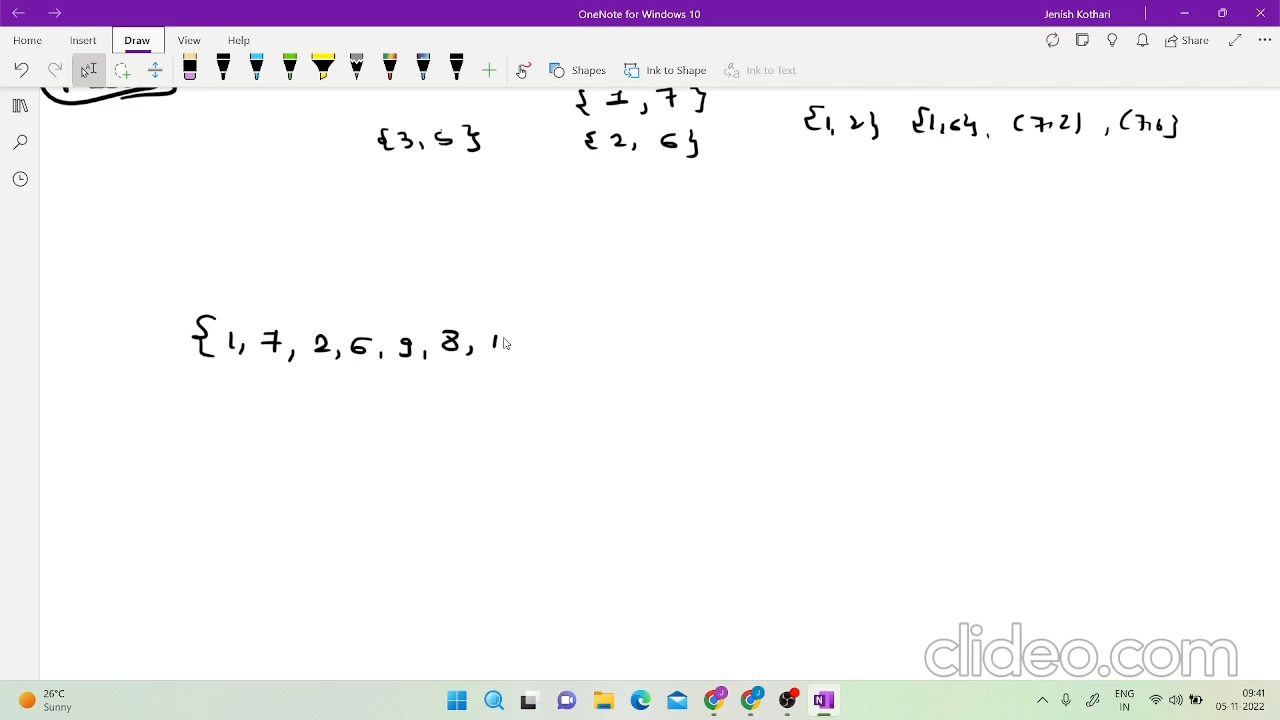 OneNote for Windows 10
Jenish Kothari
Home Insert Draw View Help
Share
Shapes Ink to Shape Ink to Text
{1, 7}
{3, 5} {2, 6} {1, 2} {1,6}, (7,2) , (7,6}
{1, 7, 2, 6, 9, 8, 1
clideo.com
26°C
Sunny
ENG
IN
09:41
05-11-2022